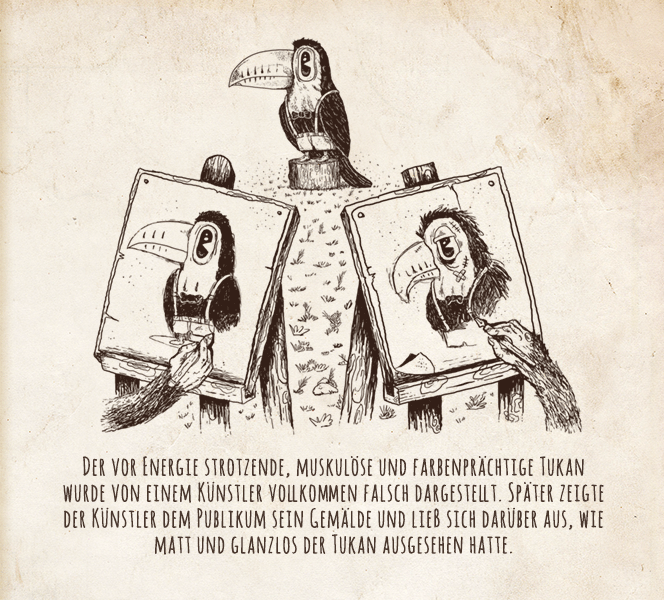 Der vor Energie strotzende, muskulöse und farbenprächtige Tukan
wurde von einem Künstler vollkommen falsch dargestellt. Später zeigte
der Künstler dem Publikum sein Gemälde und ließ sich darüber aus, wie
matt und glanzlos der Tukan ausgesehen hatte.